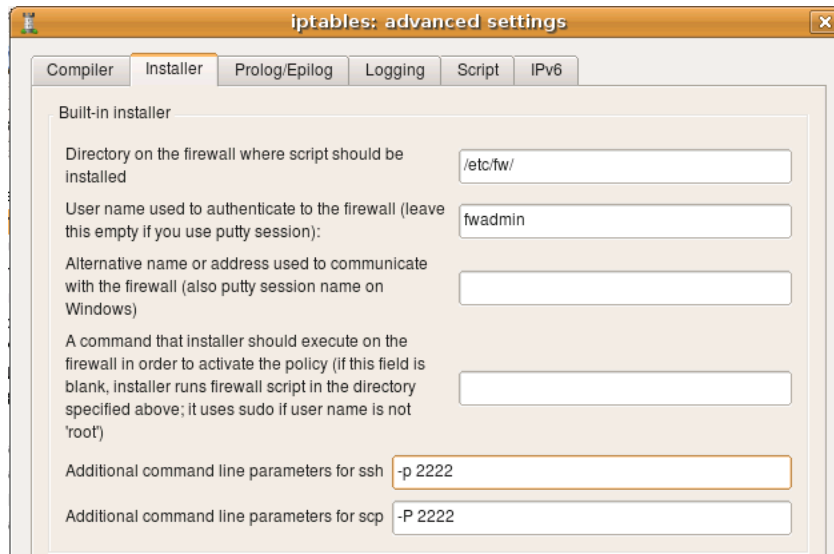 iptables: advanced settings
Compiler
Installer
Prolog/Epilog
Logging
Script
IPv6
Built-in installer
Directory on the firewall where script should be
installed
/etc/fw/
User name used to authenticate to the firewall (leave
this empty if you use putty session):
fwadmin
Alternative name or address used to communicate
with the firewall (also putty session name on
Windows)
A command that installer should execute on the
firewall in order to activate the policy (if this field is
blank, installer runs firewall script in the directory
specified above; it uses sudo if user name is not
'root')
Additional command line parameters for ssh
-p 2222
Additional command line parameters for scp
-P 2222